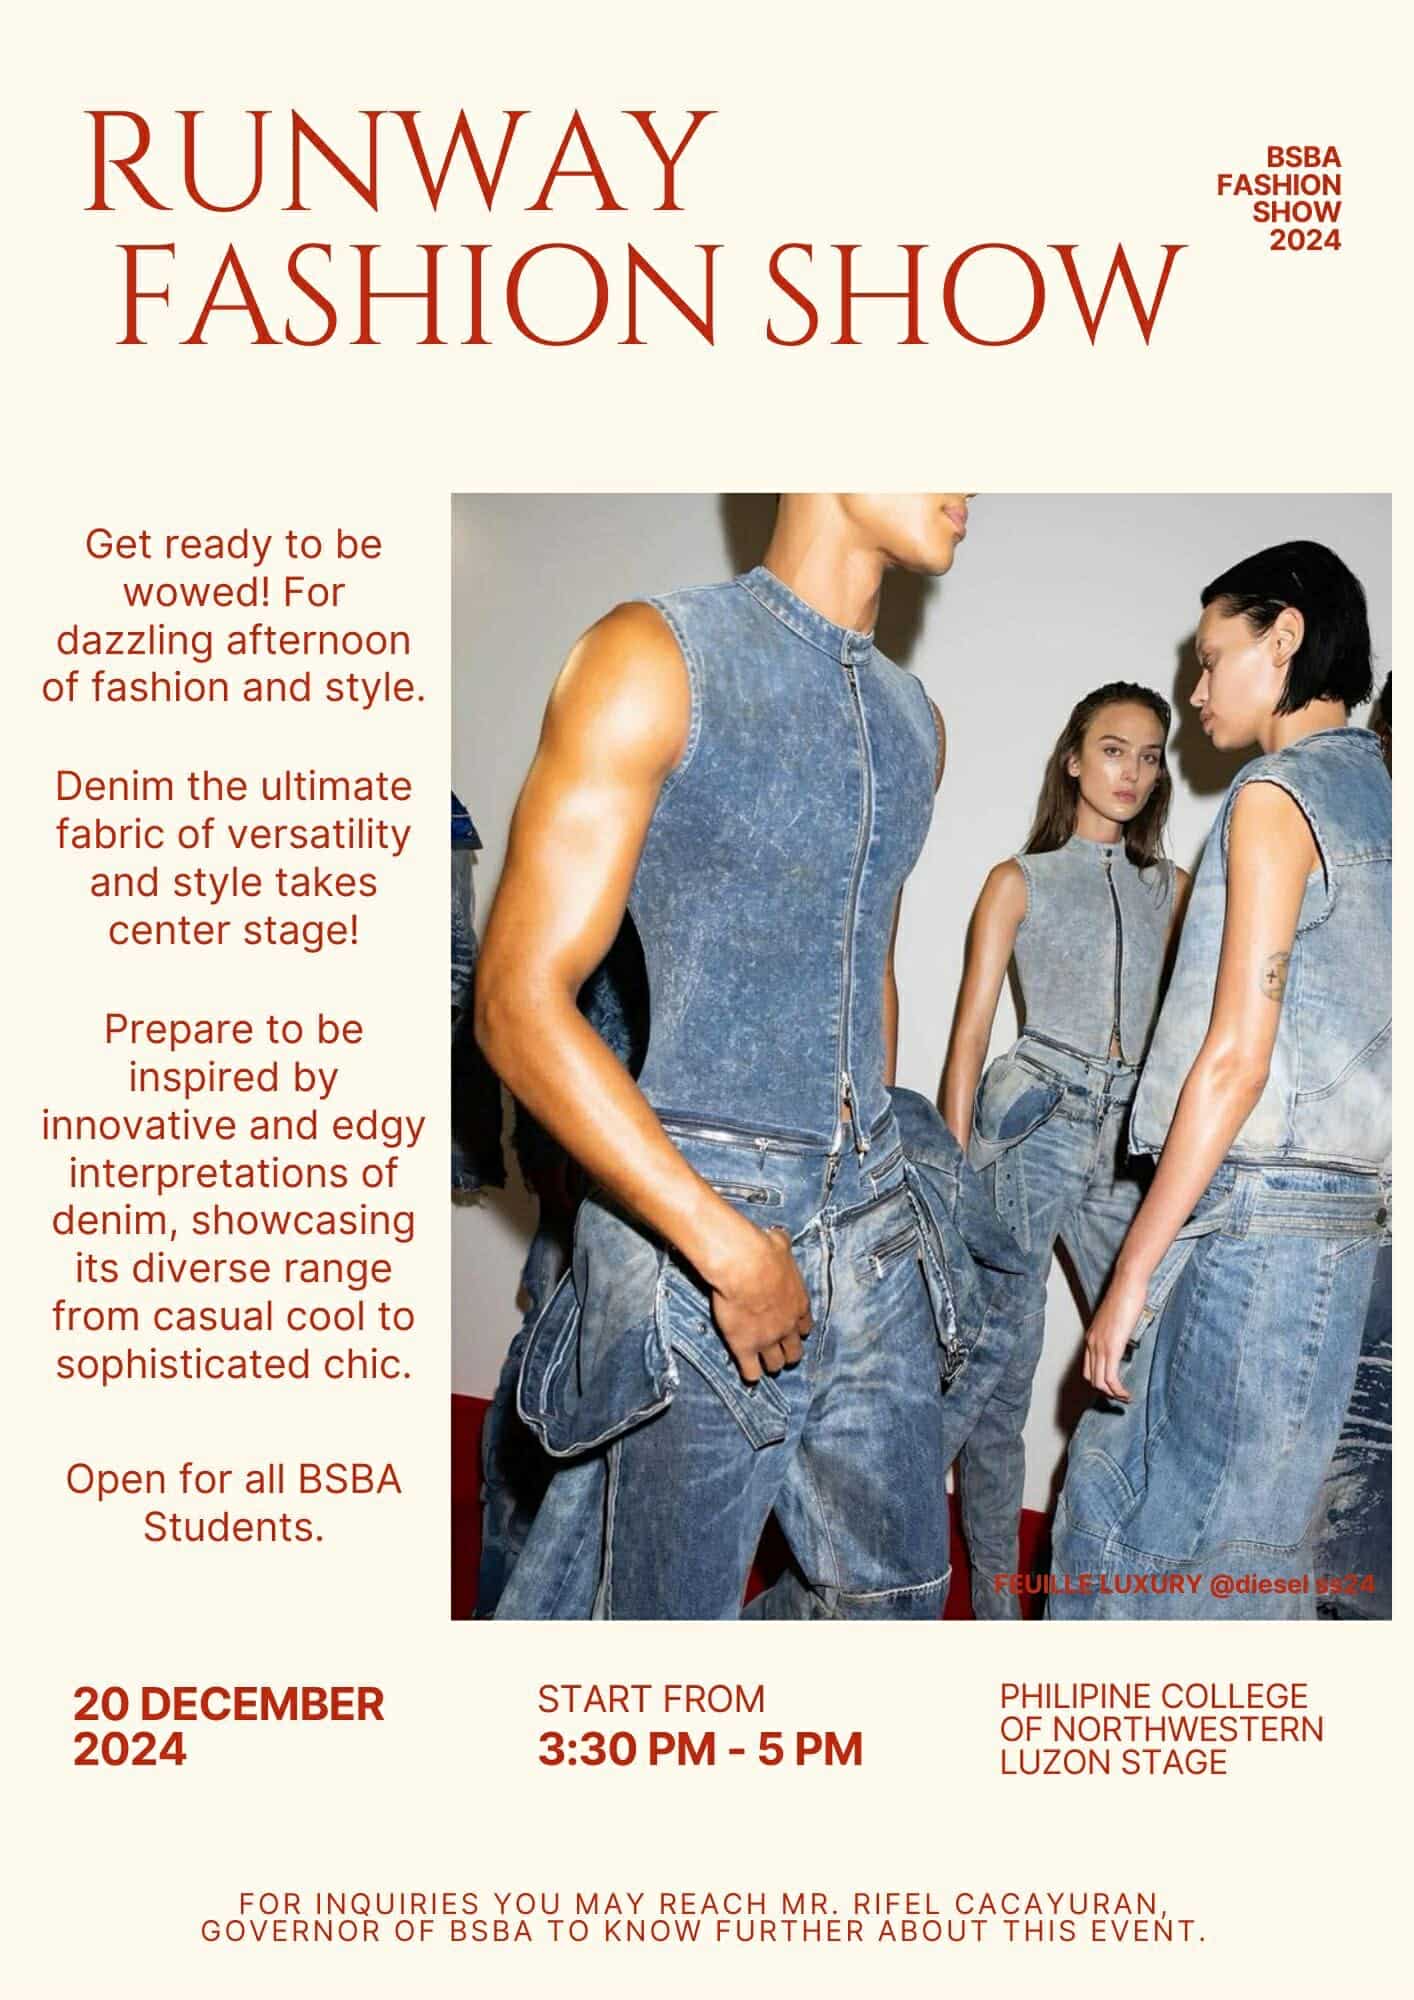 RUNWAY
FASHION SHOW
BSBA
FASHION
SHOW
2024
Get ready to be
wowed! For
dazzling afternoon
of fashion and style.
Denim the ultimate
fabric of versatility
and style takes
center stage!
Prepare to be
inspired by
innovative and edgy
interpretations of
denim, showcasing
its diverse range
from casual cool to
sophisticated chic.
Open for all BSBA
Students.
FEUILLE LUXURY @diesel ss24
20 DECEMBER
2024
START FROM
3:30 PM - 5 PM
PHILIPINE COLLEGE
OF NORTHWESTERN
LUZON STAGE
FOR INQUIRIES YOU MAY REACH MR. RIFEL CACAYURAN,
GOVERNOR OF BSBA TO KNOW FURTHER ABOUT THIS EVENT.